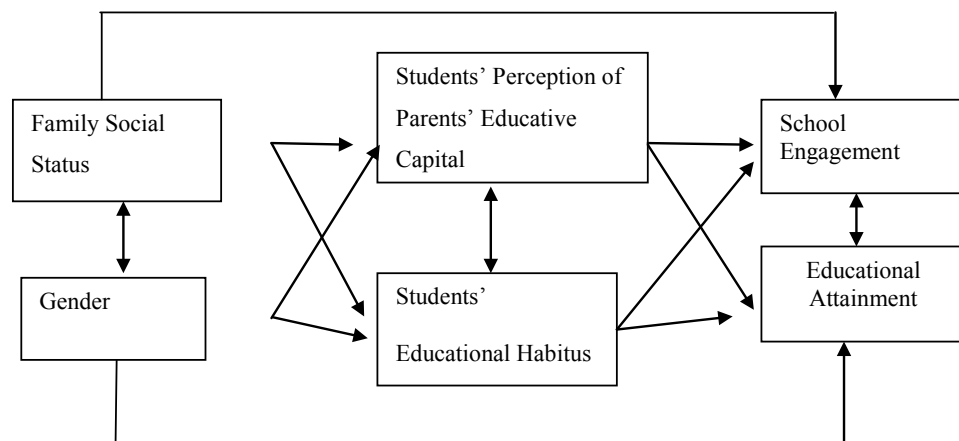 Family Social
Status
Students’ Perception of
Parents’ Educative
Capital
School
Engagement
Gender
Students’
Educational Habitus
Educational
Attainment